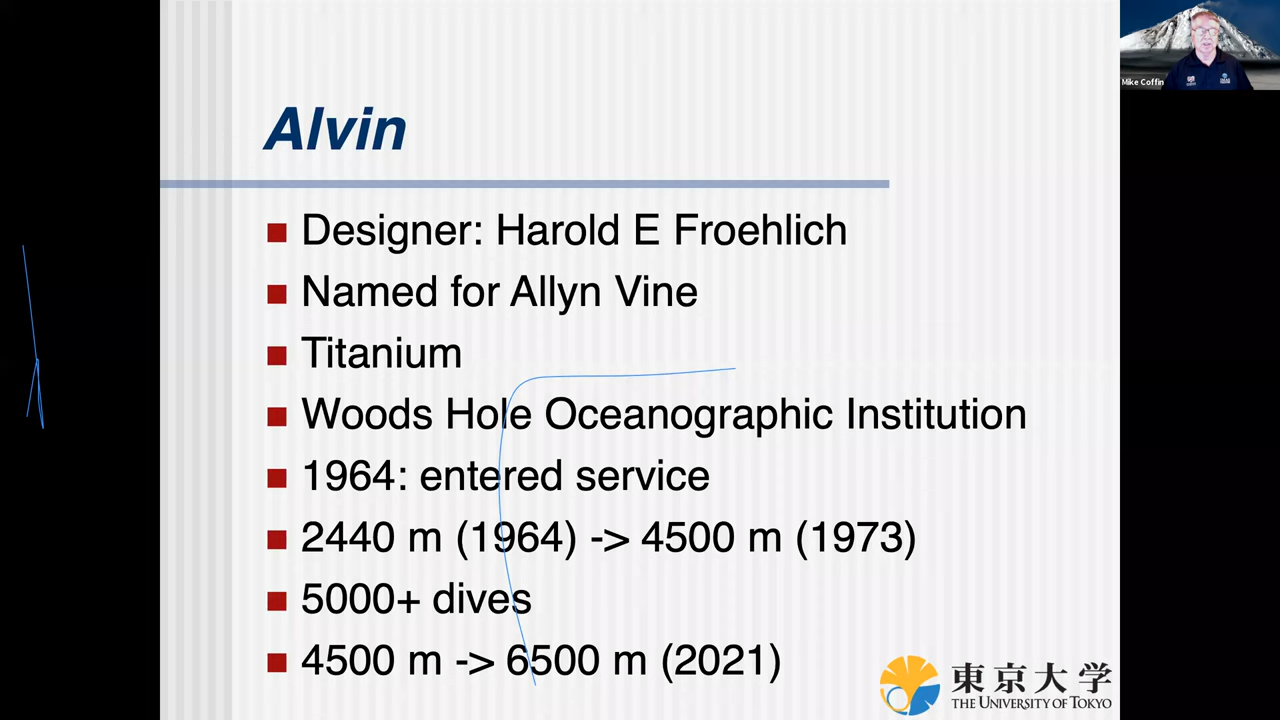 Mike Coffin
Alvin
Designer: Harold E Froehlich
Named for Allyn Vine
Titanium
Woods Hole Oceanographic Institution
1964: entered service
2440 m (1964) -> 4500 m (1973)
5000+ dives
4500 m -> 6500 m (2021)
東京大学
THE UNIVERSITY OF TOKYO